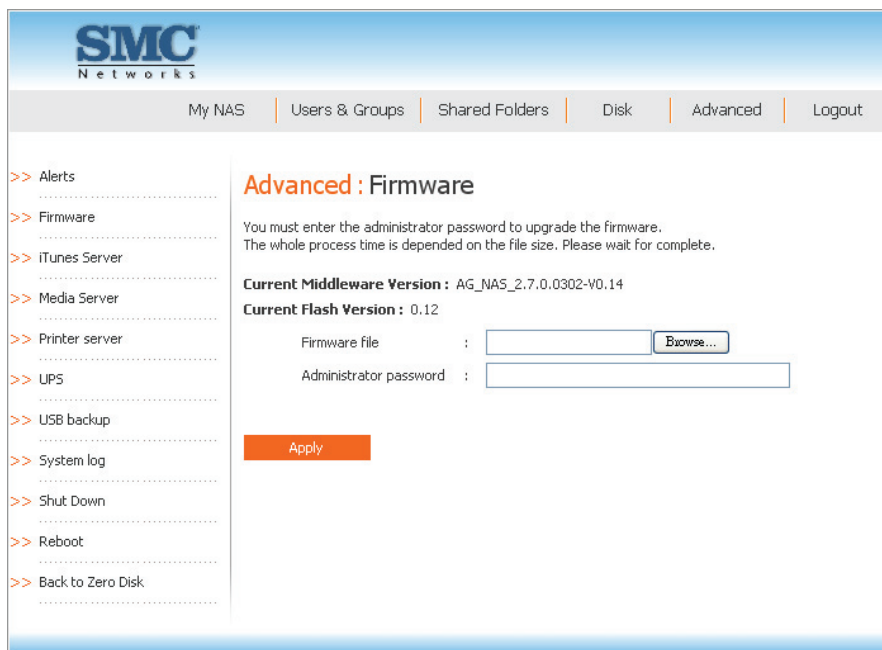 SMC
Networks
My NAS Users & Groups Shared Folders Disk Advanced Logout
>> Alerts
>> Firmware
>> iTunes Server
>> Media Server
>> Printer server
>> UPS
>> USB backup
>> System log
>> Shut Down
>> Reboot
>> Back to Zero Disk
Advanced : Firmware
You must enter the administrator password to upgrade the firmware.
The whole process time is depended on the file size. Please wait for complete.
Current Middleware Version : AG_NAS_2.7.0.0302-V0.14
Current Flash Version : 0.12
Firmware file : Browse...
Administrator password :
Apply